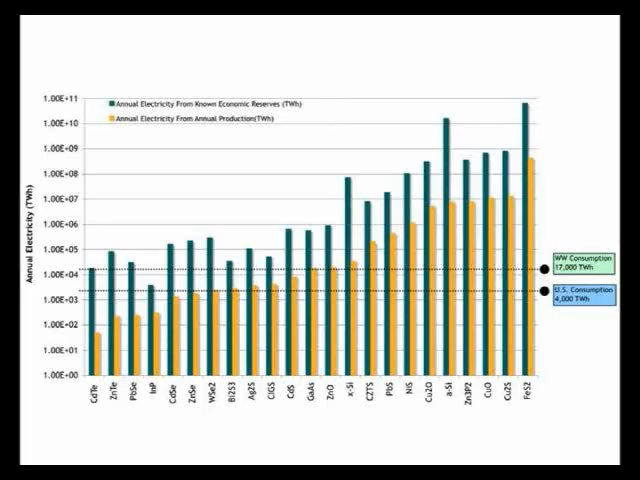 Annual Electricity From Known Economic Reserves (TWh)
Annual Electricity From Annual Production(TWh)
Annual Electricity (TWh)
1.00E+11
1.00E+10
1.00E+09
1.00E+08
1.00E+07
1.00E+06
1.00E+05
1.00E+04
1.00E+03
1.00E+02
1.00E+01
1.00E+00
WW Consumption
17,000 TWh
U.S. Consumption
4,000 TWh
CdTe
ZnTe
PbSe
InP
CdSe
ZnSe
WSe2
Bi2S3
Ag2S
CIGS
CdS
GaAs
ZnO
x-Si
CZTS
PbS
NiS
Cu2O
a-Si
Zn3P2
CuO
Cu2S
FeS2